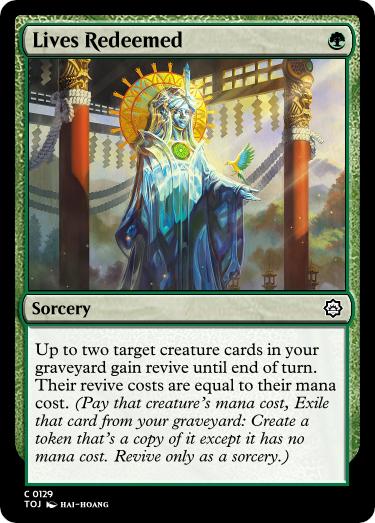 Lives Redeemed
Sorcery
Up to two target creature cards in your
graveyard gain revive until end of turn.
Their revive costs are equal to their mana
cost. (Pay that creature's mana cost, Exile
that card from your graveyard: Create a
token that's a copy of it except it has no
mana cost. Revive only as a sorcery.)
C 0129
TOJ HAI-HOANG